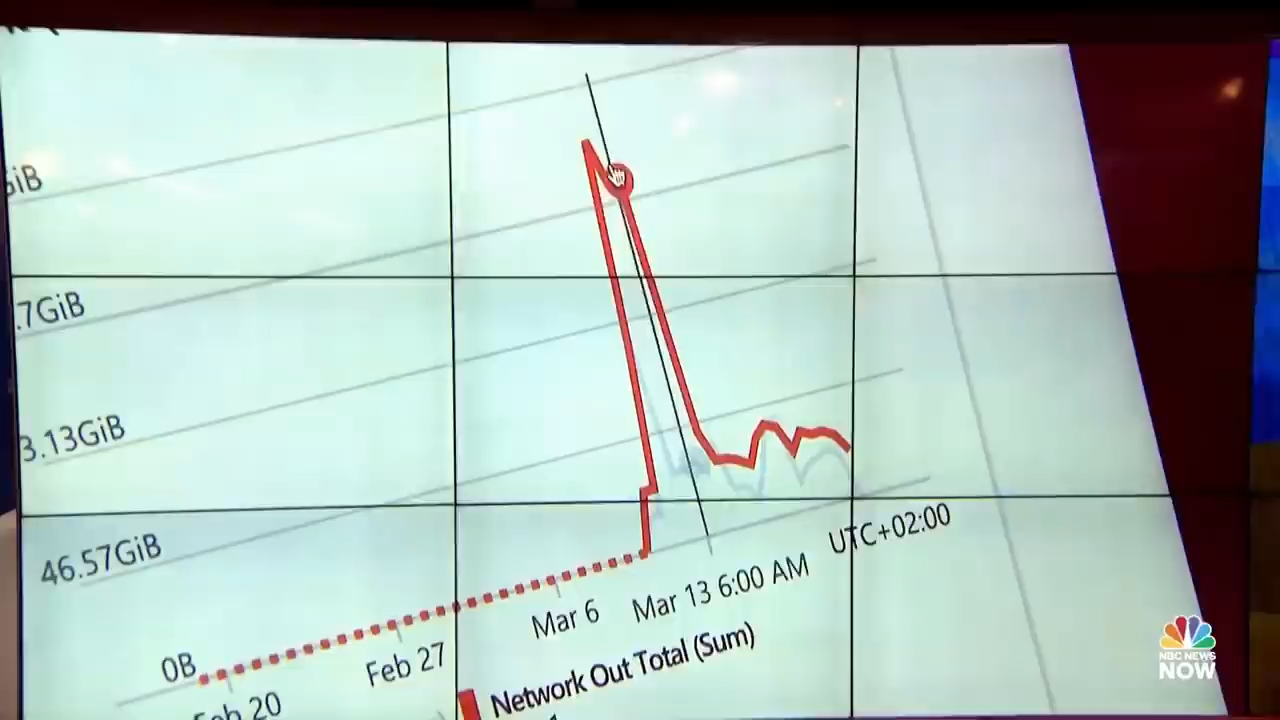 GiB
.7GiB
3.13GiB
46.57GiB
0B
Feb 20
Feb 27
Mar 6
Mar 13 6:00 AM
UTC+02:00
Network Out Total (Sum)
NBC NEWS
NOW